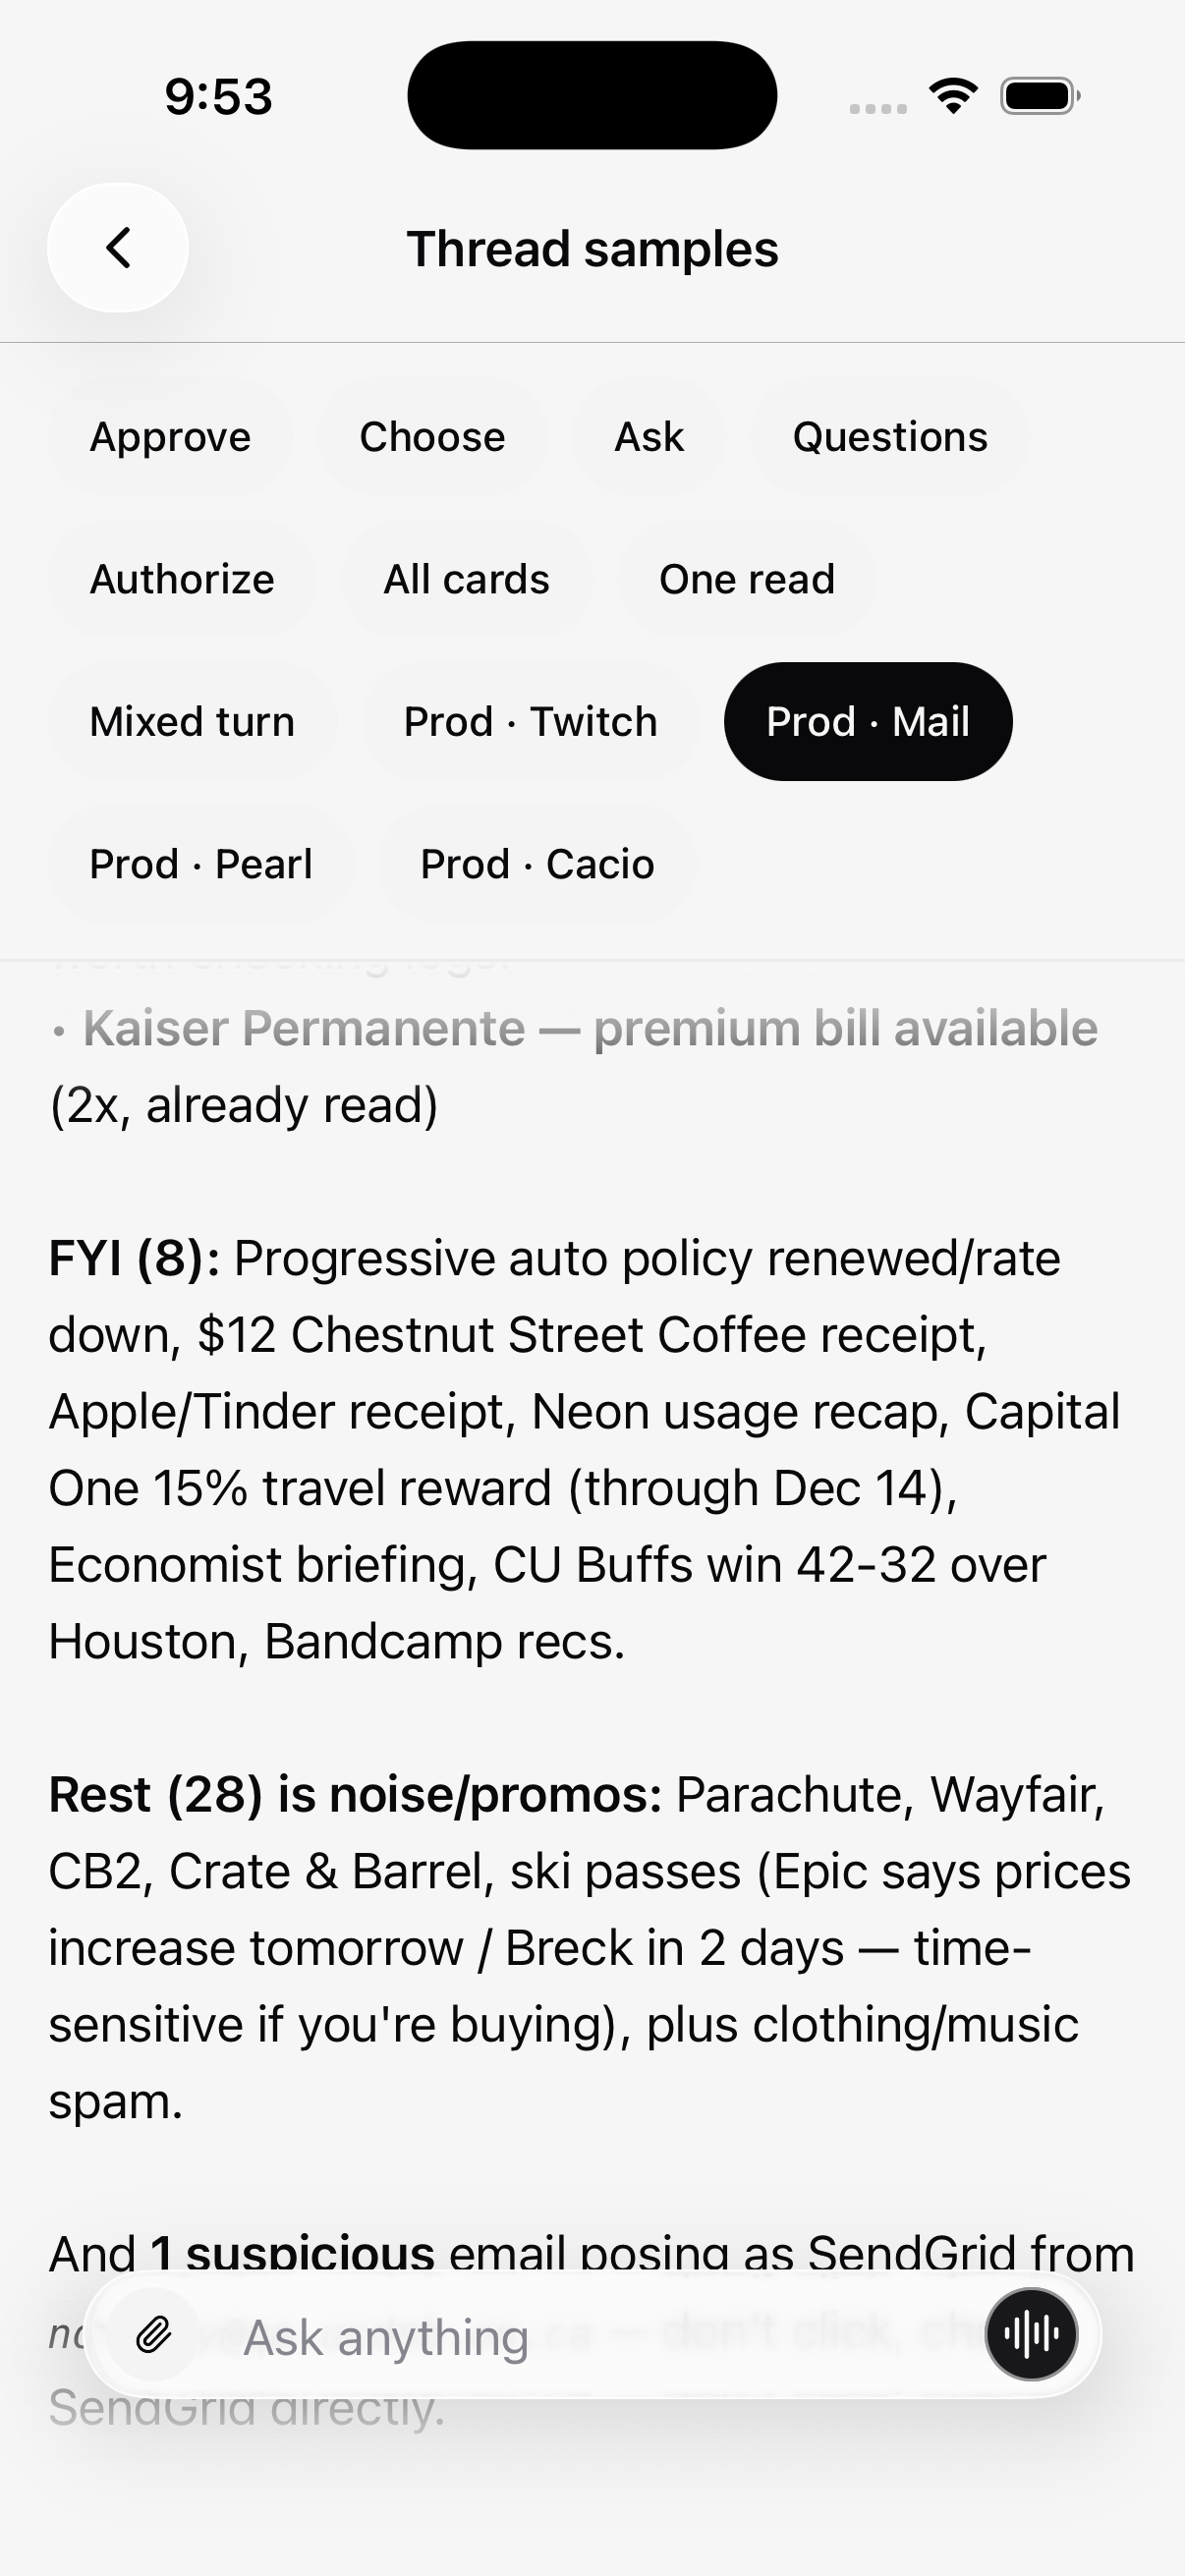 9:53
Thread samples
Approve
Choose
Ask
Questions
Authorize
All cards
One read
Mixed turn
Prod · Twitch
Prod · Mail
Prod · Pearl
Prod · Cacio
• Kaiser Permanente — premium bill available
(2x, already read)
FYI (8): Progressive auto policy renewed/rate
down, $12 Chestnut Street Coffee receipt,
Apple/Tinder receipt, Neon usage recap, Capital
One 15% travel reward (through Dec 14),
Economist briefing, CU Buffs win 42-32 over
Houston, Bandcamp recs.
Rest (28) is noise/promos: Parachute, Wayfair,
CB2, Crate & Barrel, ski passes (Epic says prices
increase tomorrow / Breck in 2 days — time-
sensitive if you're buying), plus clothing/music
spam.
And 1 suspicious email posing as SendGrid from
— don't click,
Ask anything
SendGrid directly.